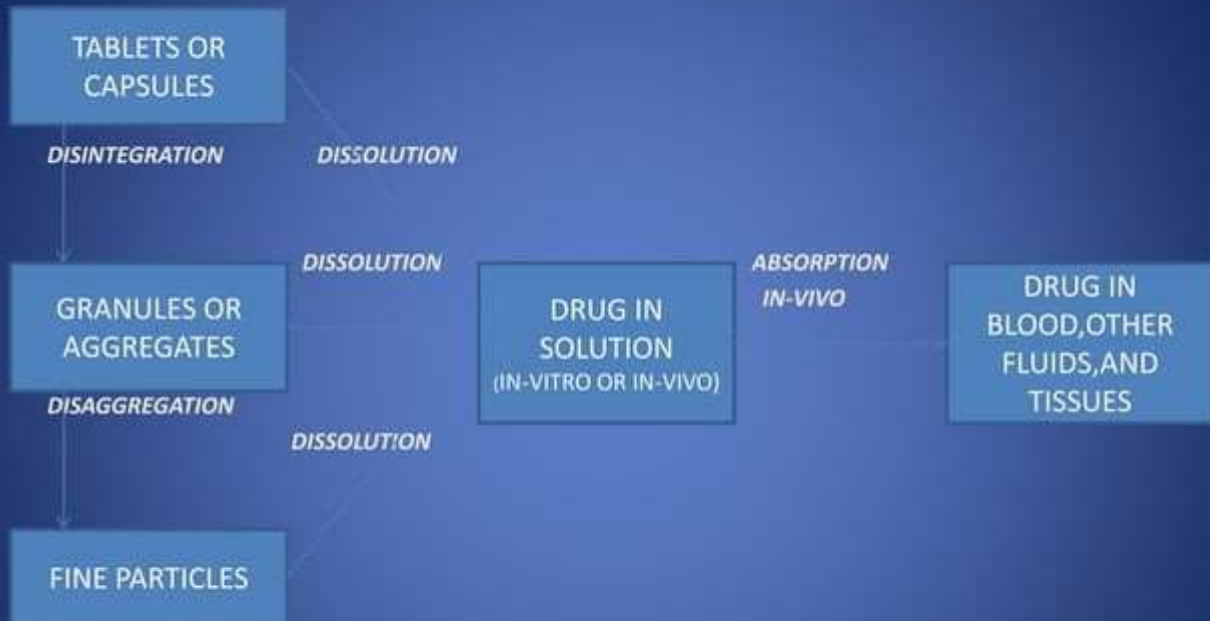 TABLETS OR
CAPSULES
DISINTEGRATION
DISSOLUTION
DISSOLUTION
GRANULES OR
AGGREGATES
DISAGGREGATION
DISSOLUTION
FINE PARTICLES
DRUG IN
SOLUTION
(IN-VITRO OR IN-VIVO)
ABSORPTION
IN-VIVO
DRUG IN
BLOOD,OTHER
FLUIDS,AND
TISSUES